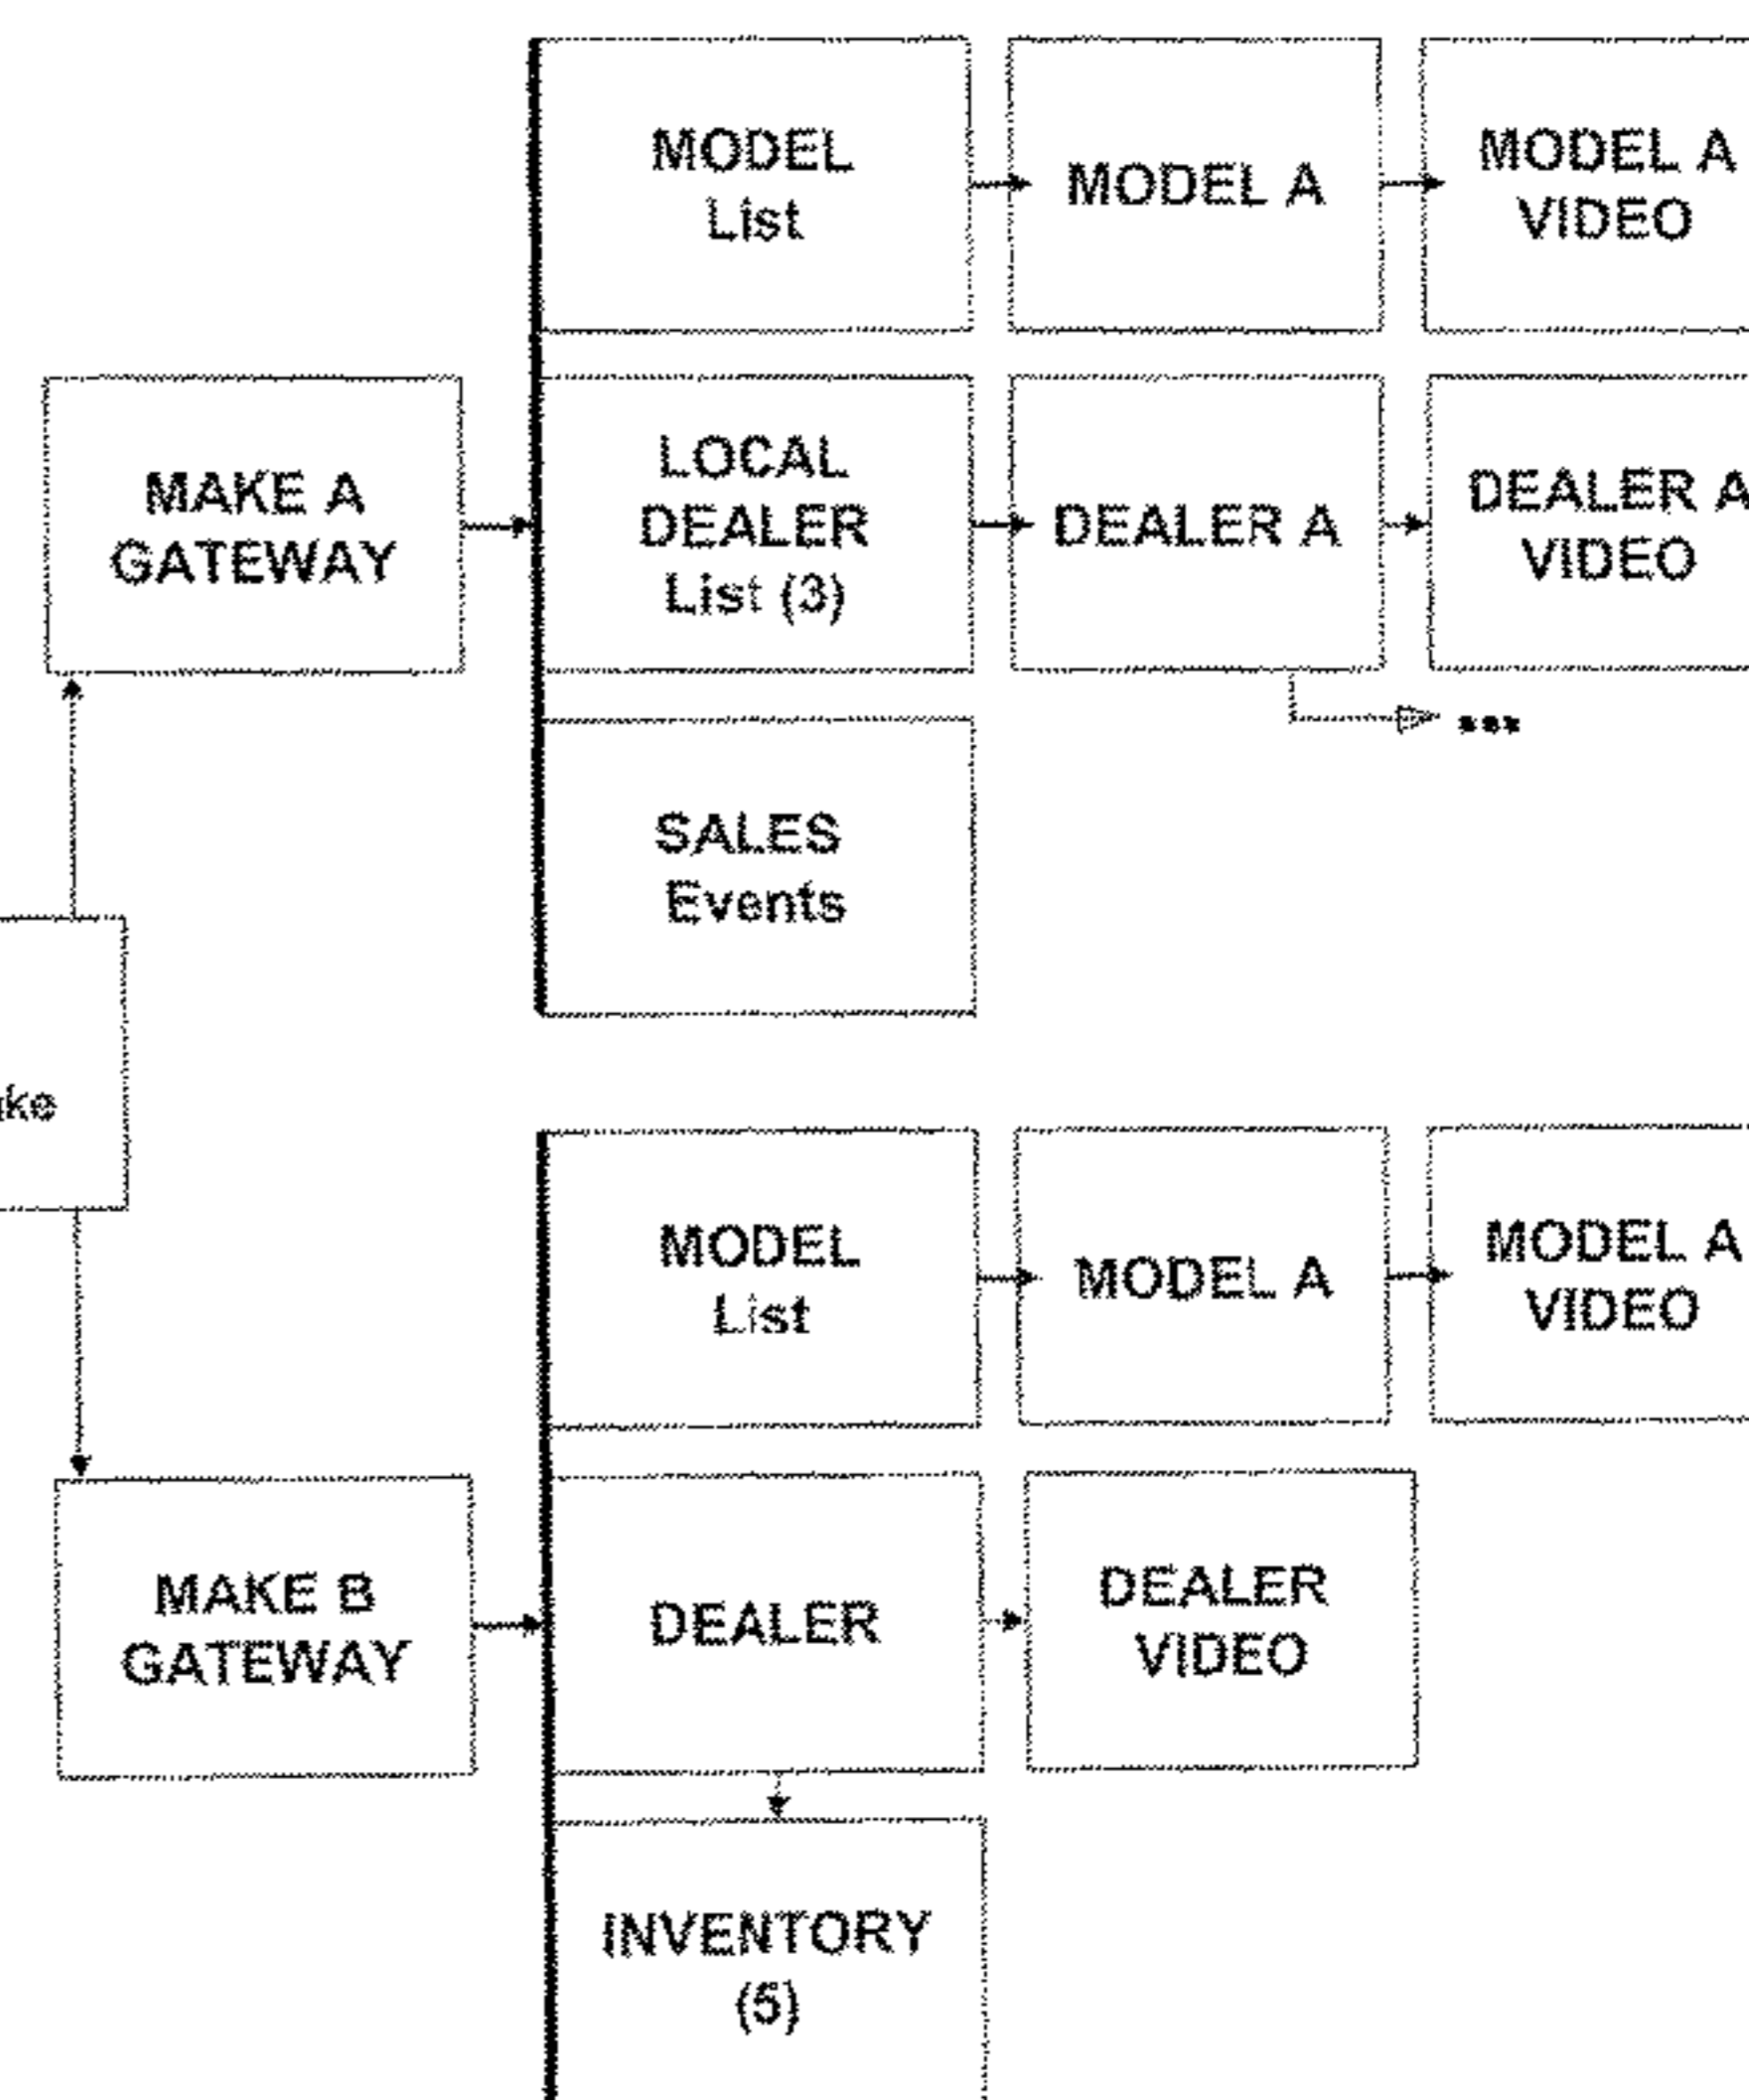 MODEL
List
MODEL A
MODEL A
VIDEO
MAKE A
GATEWAY
LOCAL
DEALER
List (3)
DEALER A
DEALER A
VIDEO
...
SALES
Events
ke
MODEL
List
MODEL A
MODEL A
VIDEO
MAKE B
GATEWAY
DEALER
DEALER
VIDEO
INVENTORY
(5)